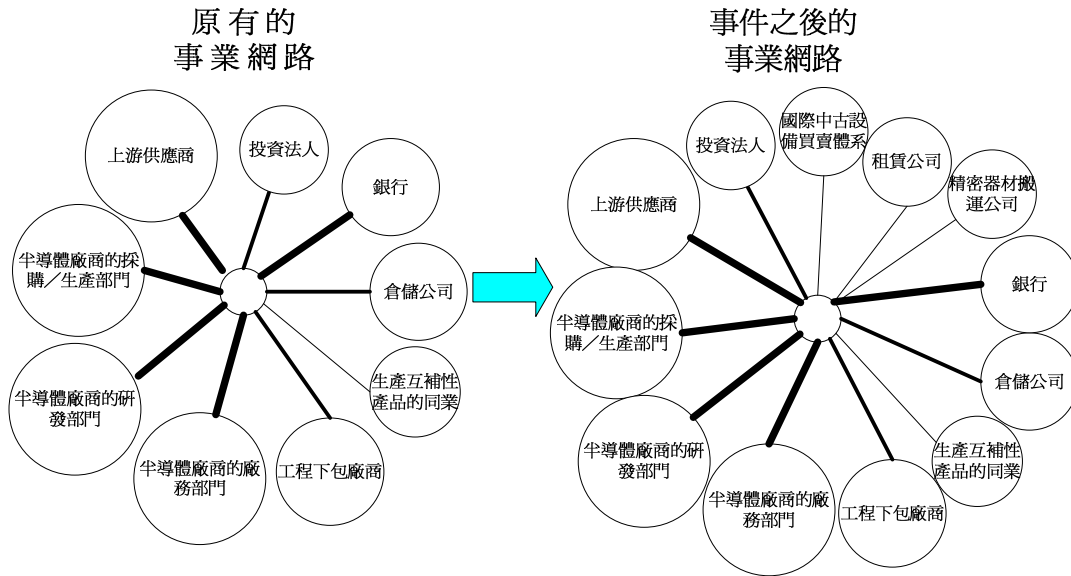 原有的
事業網路
上游供應商
投資法人
銀行
半導體廠商的採
購／生產部門
倉儲公司
半導體廠商的研
發部門
生產互補性
產品的同業
半導體廠商的廠
務部門
工程下包廠商
事件之後的
事業網路
上游供應商
投資法人
國際中古設
備買賣體系
租賃公司
精密器材搬
運公司
銀行
半導體廠商的採
購／生產部門
倉儲公司
半導體廠商的研
發部門
生產互補性
產品的同業
半導體廠商的廠
務部門
工程下包廠商